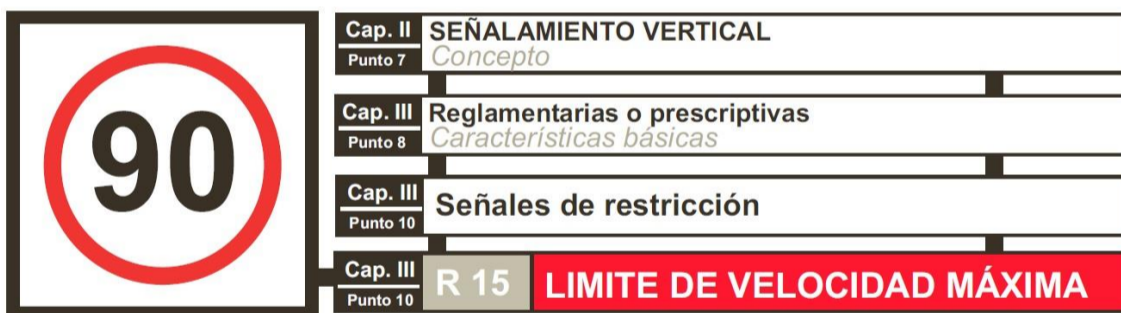 90
Cap. II SEÑALAMIENTO VERTICAL
Punto 7 Concepto
Cap. III Reglamentarias o prescriptivas
Punto 8 Características básicas
Cap. III Señales de restricción
Punto 10
Cap. III R 15 LIMITE DE VELOCIDAD MÁXIMA
Punto 10